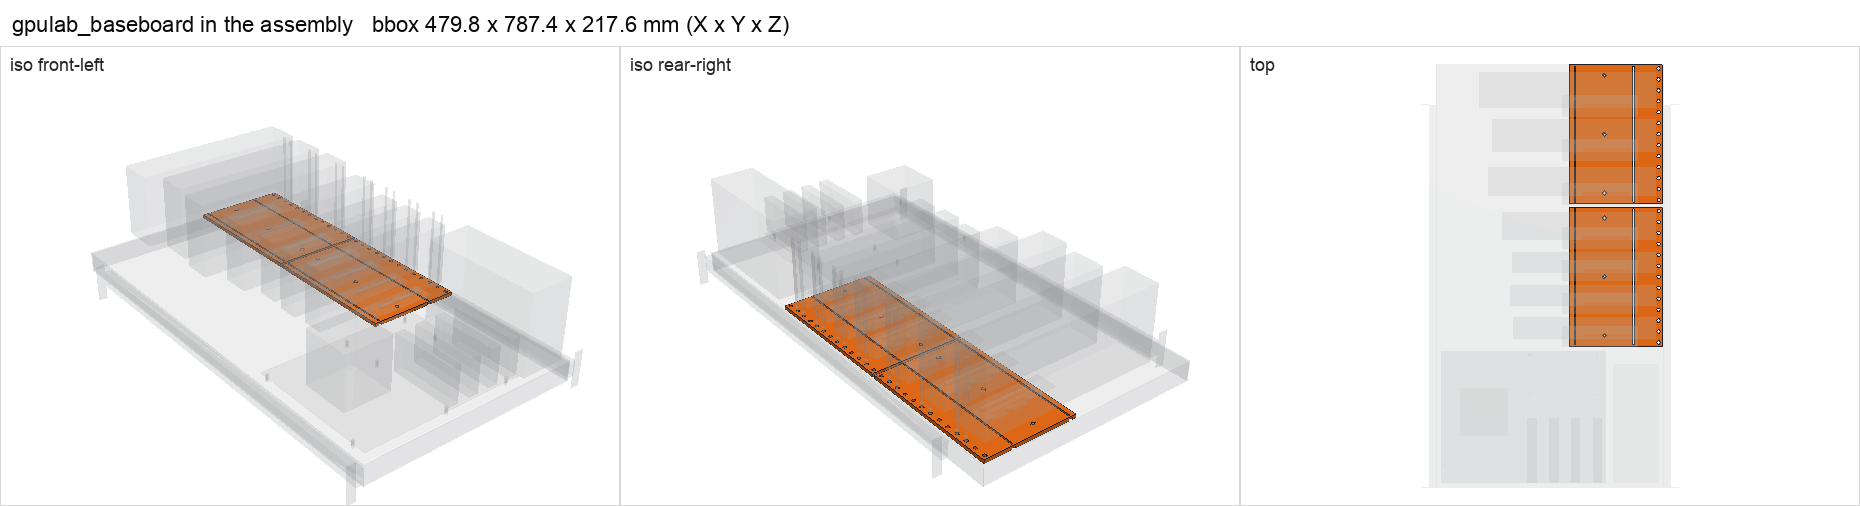 gpulab_baseboard in the assembly   bbox 479.8 x 787.4 x 217.6 mm (X x Y x Z)
iso front-left
iso rear-right
top